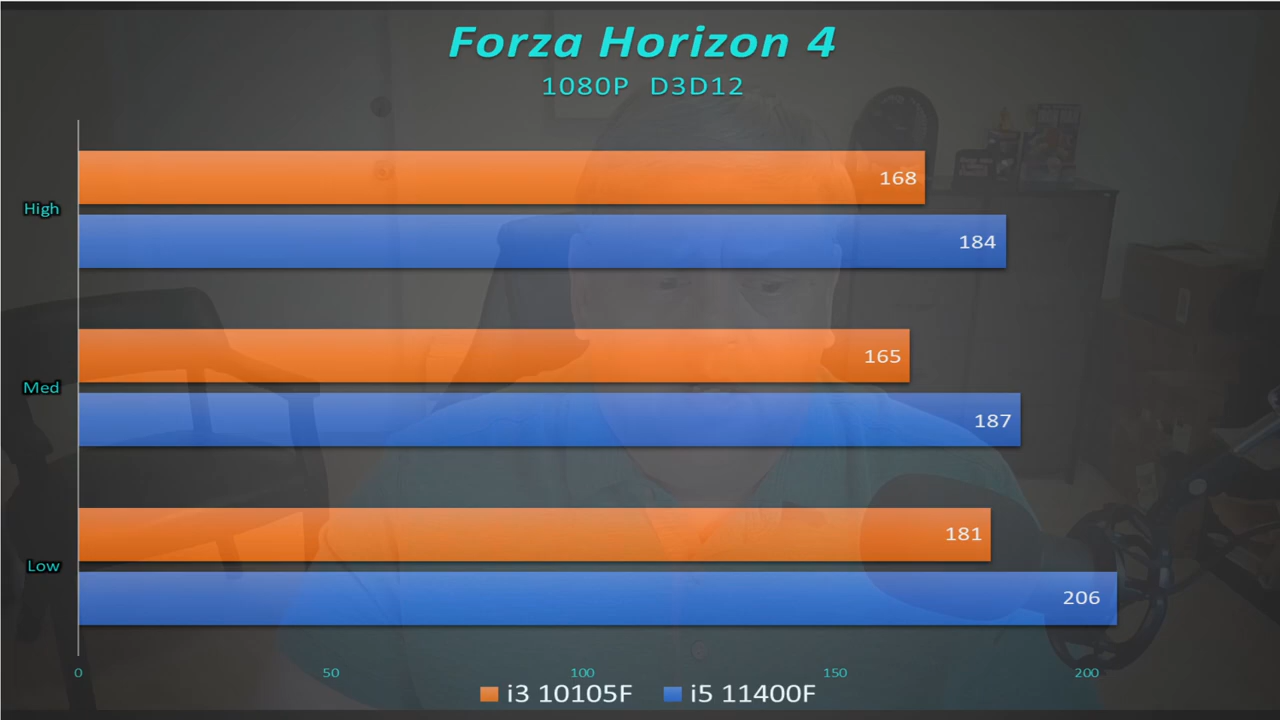 Forza Horizon 4
1080P D3D12
High
168
184
Med
165
187
Low
181
206
0 50 100 150 200
i3 10105F i5 11400F